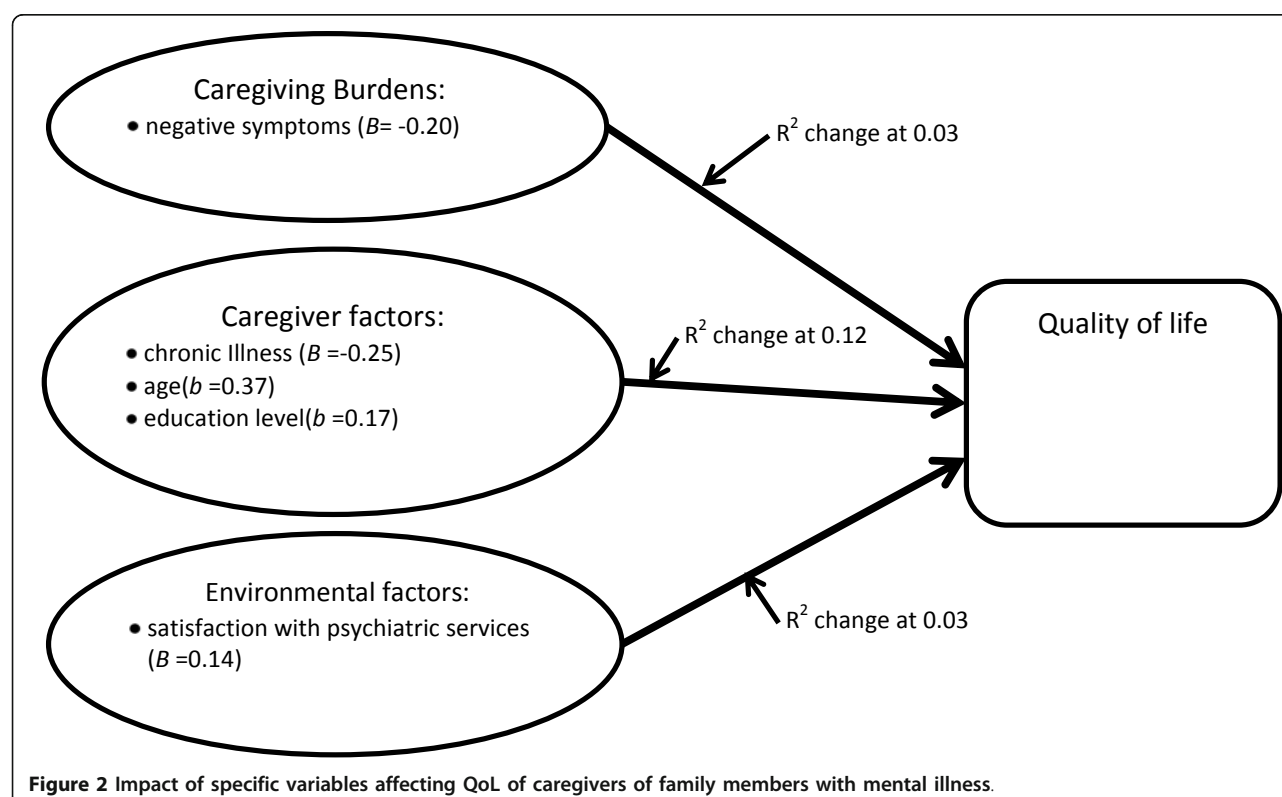 Caregiving Burdens:
• negative symptoms (B= -0.20)
R² change at 0.03
Caregiver factors:
• chronic Illness (B =-0.25)
• age(b =0.37)
• education level(b =0.17)
R² change at 0.12
Quality of life
Environmental factors:
• satisfaction with psychiatric services
(B =0.14)
R² change at 0.03
Figure 2 Impact of specific variables affecting QoL of caregivers of family members with mental illness.